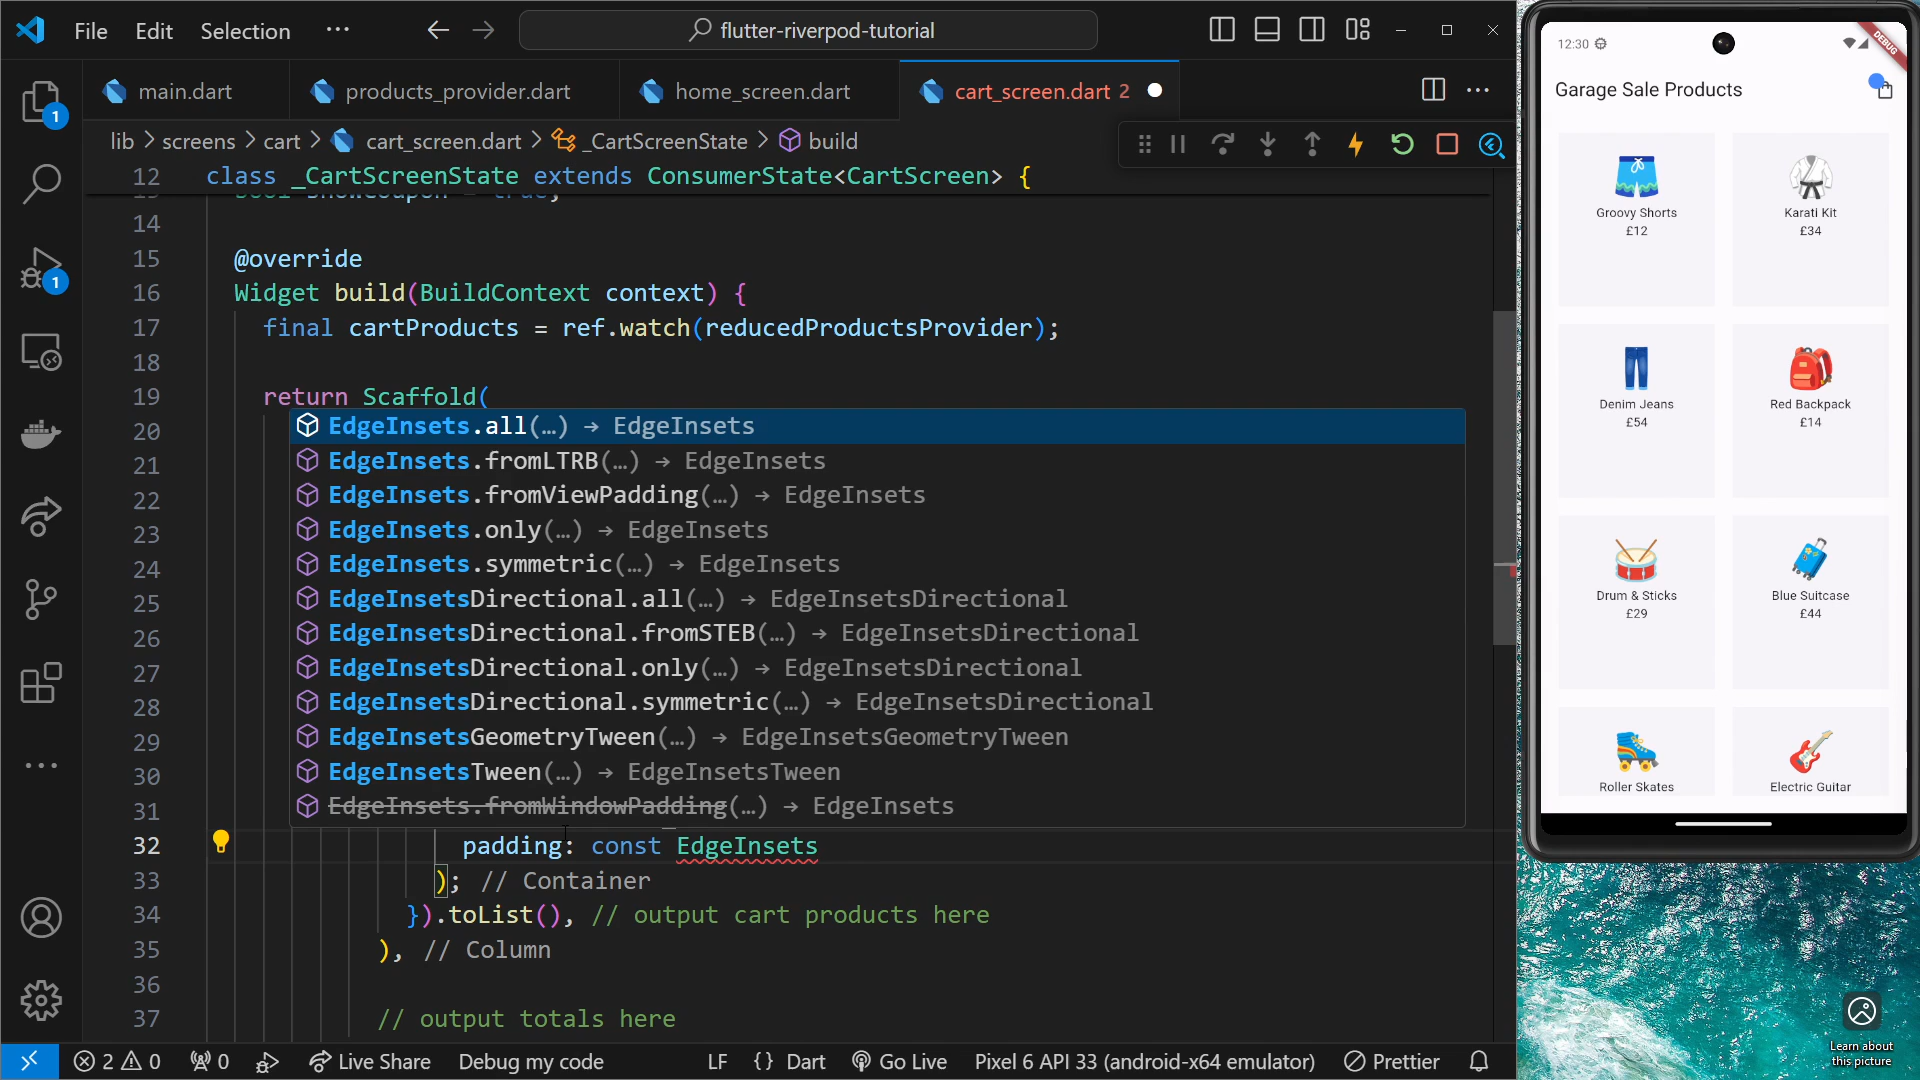 File Edit Selection ··· flutter-riverpod-tutorial
main.dart products_provider.dart home_screen.dart cart_screen.dart 2
lib > screens > cart > cart_screen.dart > _CartScreenState > build
12 class _CartScreenState extends ConsumerState<CartScreen> {
13 bool showCoupon = true;
14
15 @override
16 Widget build(BuildContext context) {
17 final cartProducts = ref.watch(reducedProductsProvider);
18
19 return Scaffold(
20 EdgeInsets.all(…) → EdgeInsets
21 EdgeInsets.fromLTRB(…) → EdgeInsets
22 EdgeInsets.fromViewPadding(…) → EdgeInsets
23 EdgeInsets.only(…) → EdgeInsets
24 EdgeInsets.symmetric(…) → EdgeInsets
25 EdgeInsetsDirectional.all(…) → EdgeInsetsDirectional
26 EdgeInsetsDirectional.fromSTEB(…) → EdgeInsetsDirectional
27 EdgeInsetsDirectional.only(…) → EdgeInsetsDirectional
28 EdgeInsetsDirectional.symmetric(…) → EdgeInsetsDirectional
29 EdgeInsetsGeometryTween(…) → EdgeInsetsGeometryTween
30 EdgeInsetsTween(…) → EdgeInsetsTween
31 EdgeInsets.fromWindowPadding(…) → EdgeInsets
32 padding: const EdgeInsets
33 ); // Container
34 }).toList(), // output cart products here
35 ), // Column
36
37 // output totals here
1
1
2 0 0 Live Share Debug my code LF {} Dart Go Live Pixel 6 API 33 (android-x64 emulator) Prettier
12:30
DEBUG
Garage Sale Products
Groovy Shorts
£12
Karati Kit
£34
Denim Jeans
£54
Red Backpack
£14
Drum & Sticks
£29
Blue Suitcase
£44
Roller Skates
Electric Guitar
Learn about
this picture